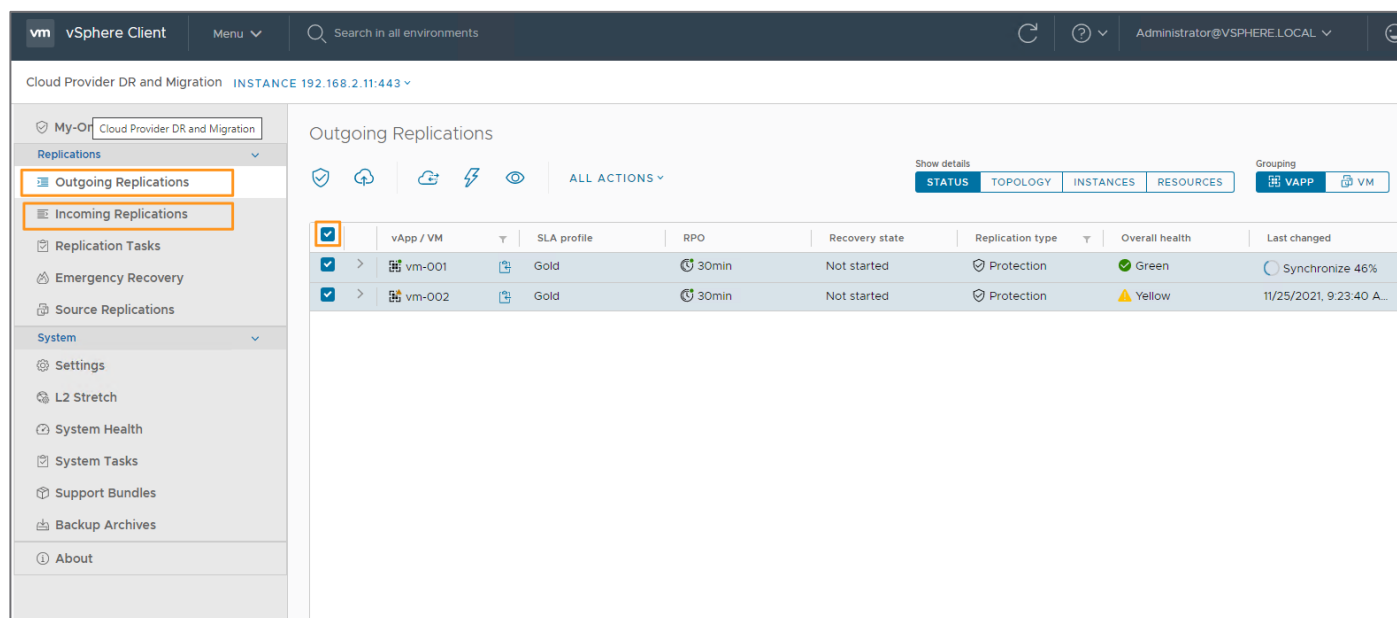 vm vSphere Client Menu Search in all environments Administrator@VSPHERE.LOCAL
Cloud Provider DR and Migration INSTANCE 192.168.2.11:443
My-On
Cloud Provider DR and Migration
Replications
Outgoing Replications
Incoming Replications
Replication Tasks
Emergency Recovery
Source Replications
System
Settings
L2 Stretch
System Health
System Tasks
Support Bundles
Backup Archives
About
Outgoing Replications
ALL ACTIONS
Show details
STATUS TOPOLOGY INSTANCES RESOURCES
Grouping
VAPP VM
vApp / VM SLA profile RPO Recovery state Replication type Overall health Last changed
vm-001 Gold 30min Not started Protection Green Synchronize 46%
vm-002 Gold 30min Not started Protection Yellow 11/25/2021, 9:23:40 A...